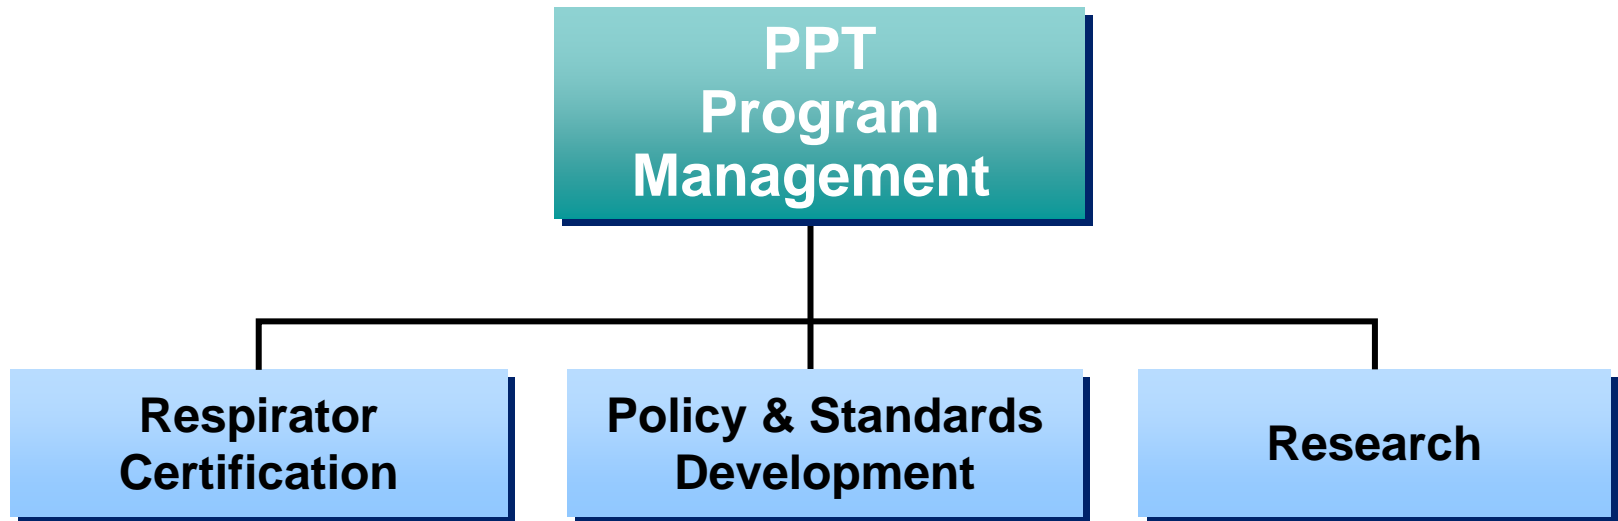 PPT
Program
Management
Respirator
Certification
Policy & Standards
Development
Research